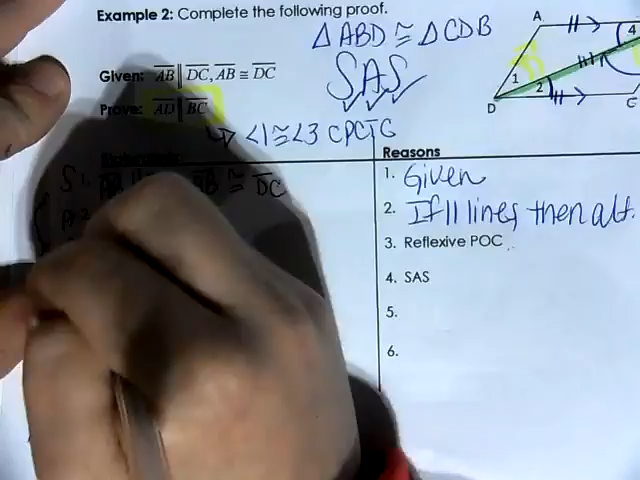 Example 2: Complete the following proof.
△ABD ≅ △CDB
Given: AB ∥ DC, AB ≅ DC
SAS
Prove: AD ∥ BC
∠1≅∠3 CPCTC
A
4
1
2
D
C
Reasons
S 1.
≅ DC
1. Given
2. If || lines, then alt.
3. Reflexive POC
4. SAS
5.
6.